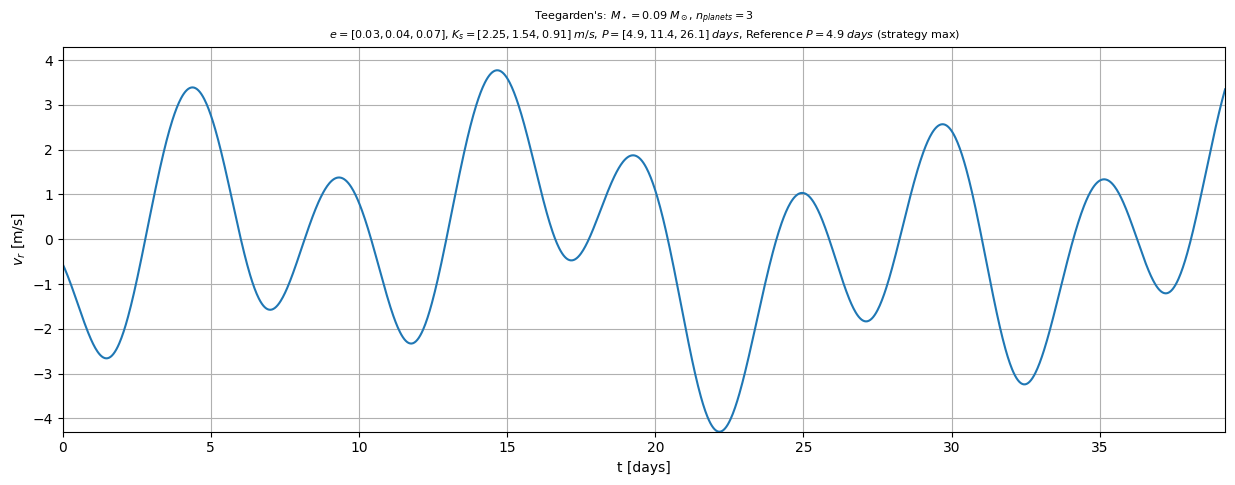 Teegarden's: $M_\star = 0.09\ M_\odot$, $n_{planets} = 3$
$e = [0.03, 0.04, 0.07]$, $K_s = [2.25, 1.54, 0.91]\ m/s$, $P = [4.9, 11.4, 26.1]\ days$, Reference $P = 4.9\ days$ (strategy max)
4
3
2
1
0
−1
−2
−3
−4
$v_r$ [m/s]
0 5 10 15 20 25 30 35
t [days]